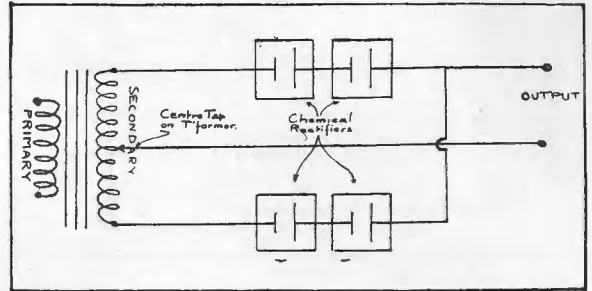 PRIMARY
SECONDARY
Centre Tap
on T'former.
Chemical
Rectifiers
OUTPUT